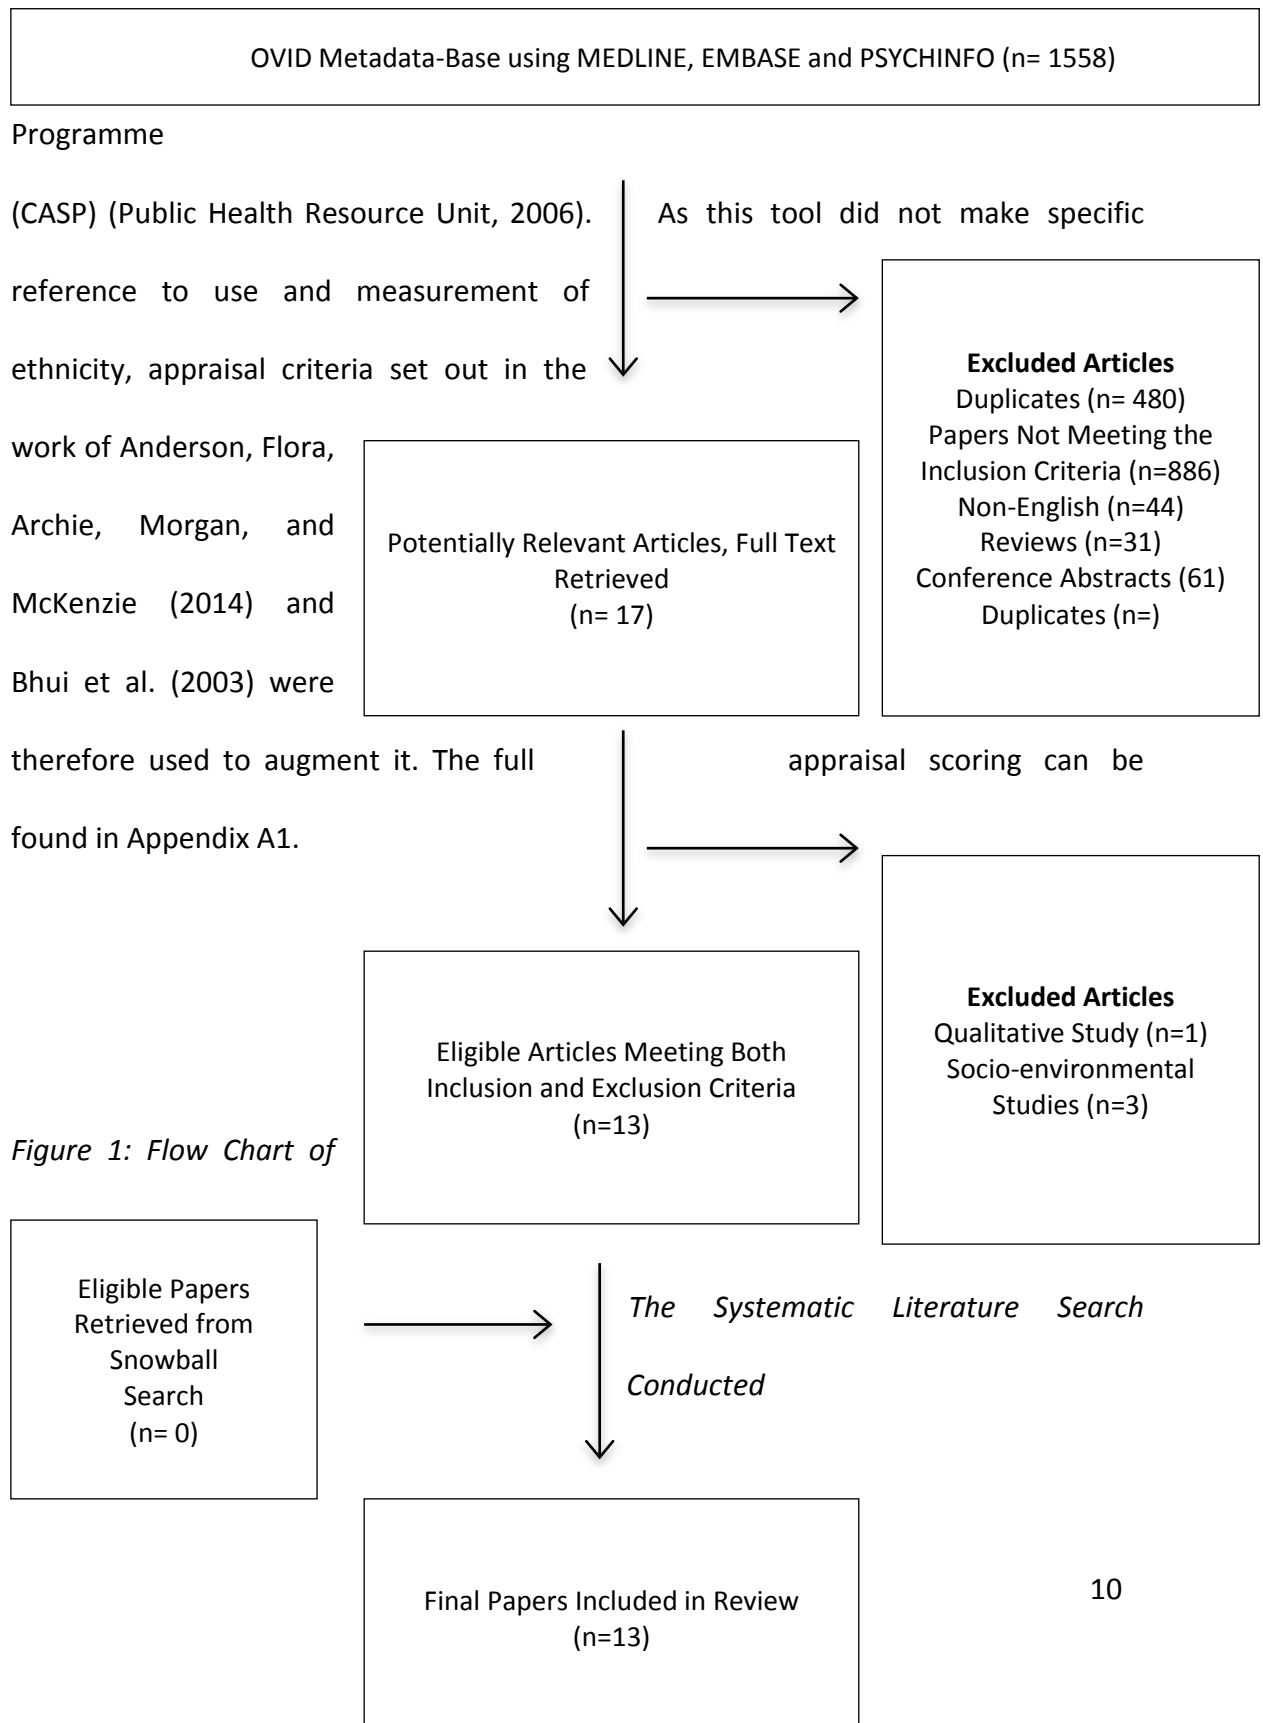 OVID Metadata-Base using MEDLINE, EMBASE and PSYCHINFO (n= 1558)
Programme
(CASP) (Public Health Resource Unit, 2006). As this tool did not make specific
reference to use and measurement of
ethnicity, appraisal criteria set out in the
work of Anderson, Flora,
Archie, Morgan, and
McKenzie (2014) and
Bhui et al. (2003) were
therefore used to augment it. The full appraisal scoring can be
found in Appendix A1.
Excluded Articles
Duplicates (n= 480)
Papers Not Meeting the
Inclusion Criteria (n=886)
Non-English (n=44)
Reviews (n=31)
Conference Abstracts (61)
Duplicates (n=)
Potentially Relevant Articles, Full Text
Retrieved
(n= 17)
Excluded Articles
Qualitative Study (n=1)
Socio-environmental
Studies (n=3)
Eligible Articles Meeting Both
Inclusion and Exclusion Criteria
(n=13)
Figure 1: Flow Chart of
The Systematic Literature Search
Conducted
Eligible Papers
Retrieved from
Snowball
Search
(n= 0)
Final Papers Included in Review
(n=13)
10